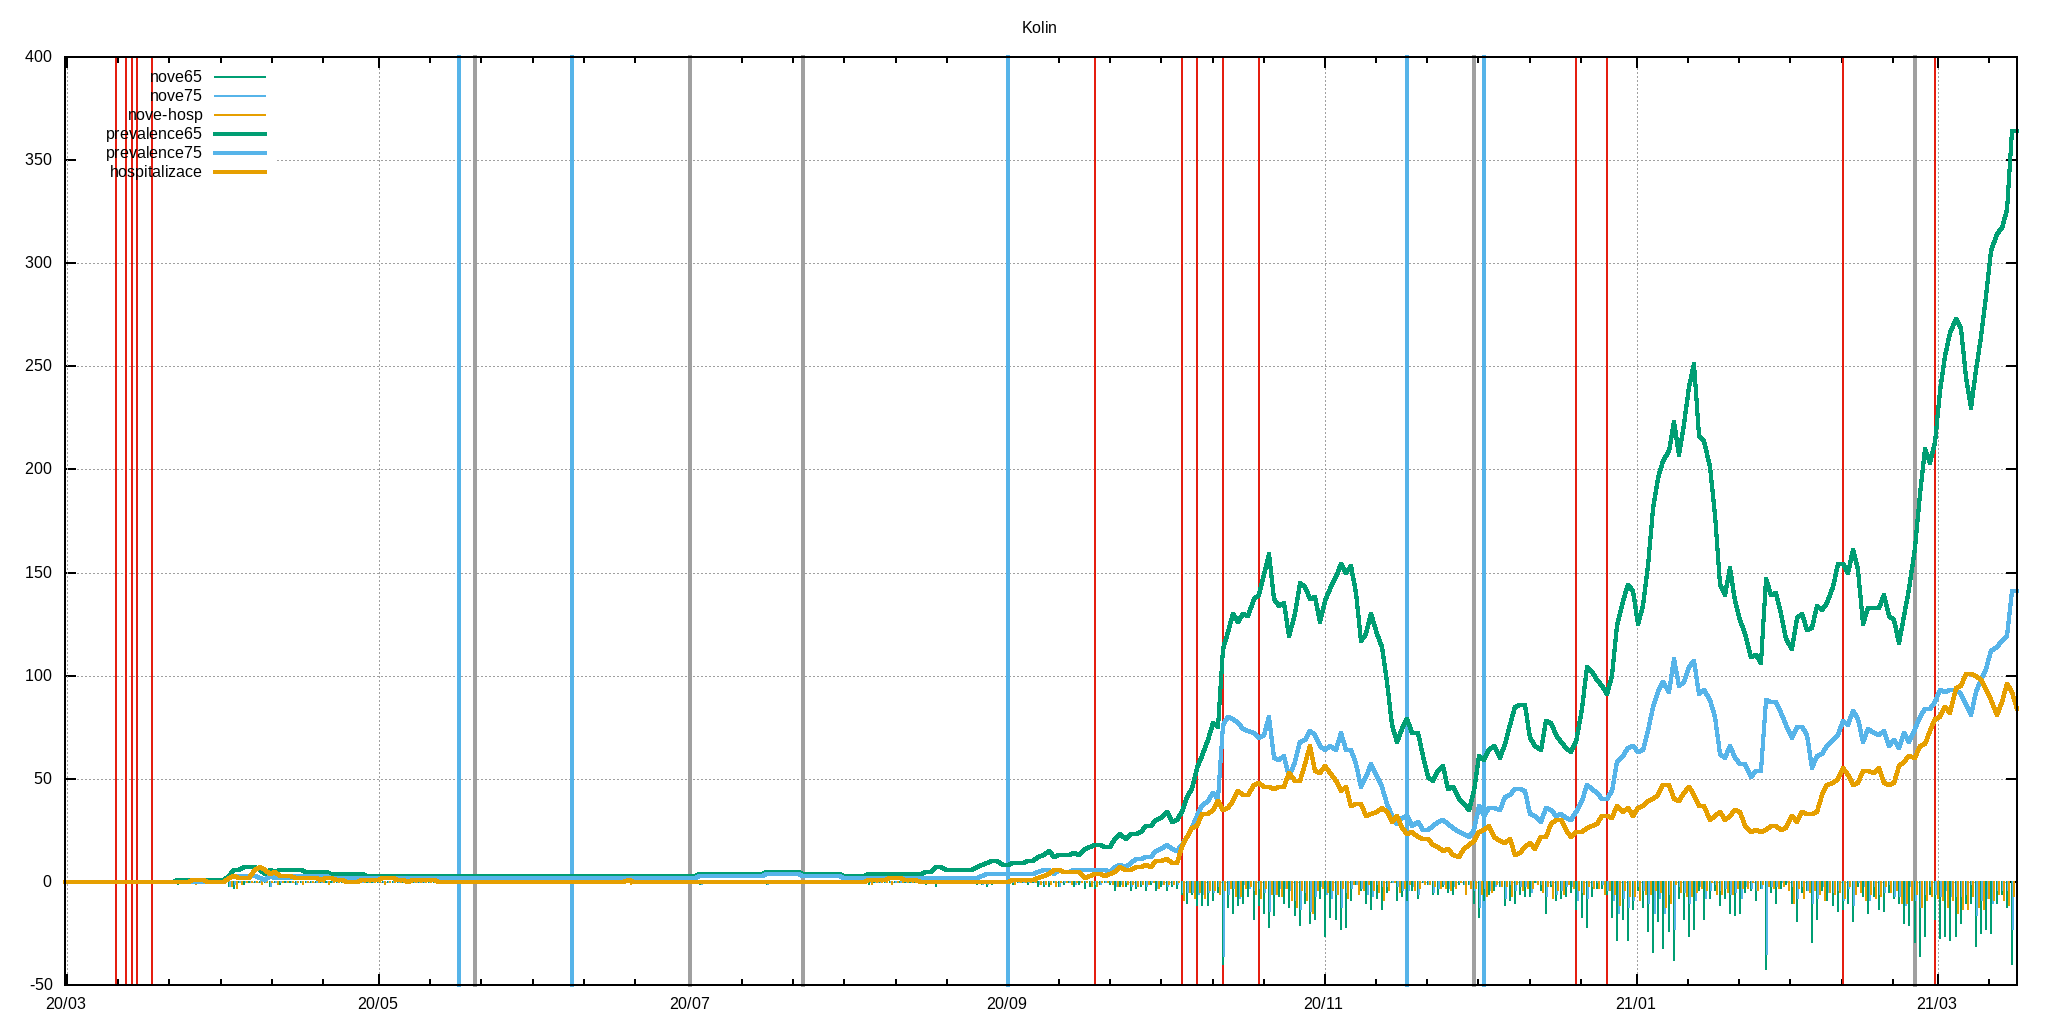 Kolin
400
350
300
250
200
150
100
50
0
-50
nove65
nove75
nove-hosp
prevalence65
prevalence75
hospitalizace
20/03 20/05 20/07 20/09 20/11 21/01 21/03